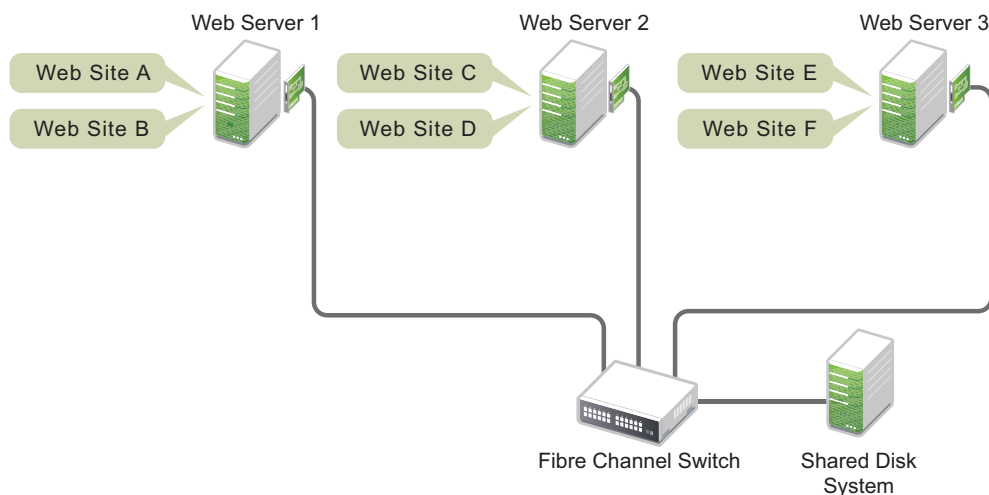 Web Server 1
Web Server 2
Web Server 3
Web Site A
Web Site C
Web Site E
Web Site B
Web Site D
Web Site F
Fibre Channel Switch
Shared Disk
System